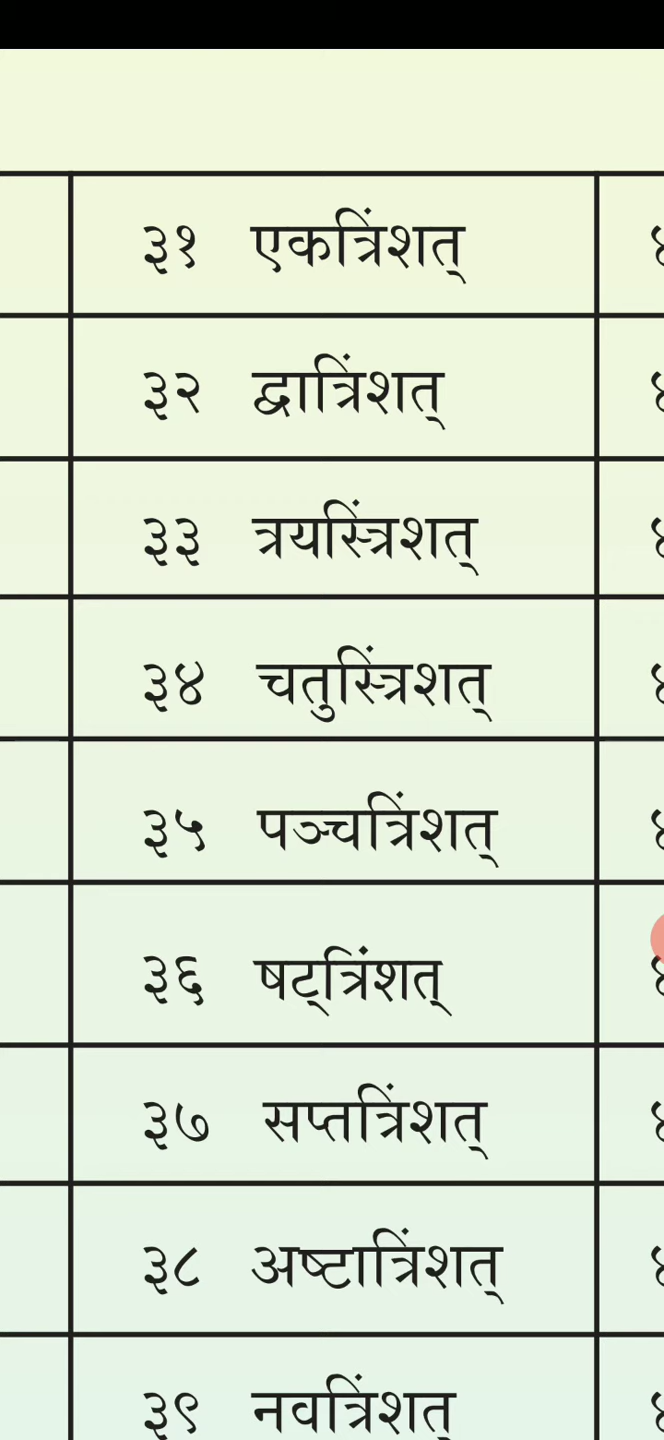 ३१ एकत्रिंशत्
३२ द्वात्रिंशत्
३३ त्रयस्त्रिंशत्
३४ चतुस्त्रिंशत्
३५ पञ्चत्रिंशत्
३६ षट्त्रिंशत्
३७ सप्तत्रिंशत्
३८ अष्टात्रिंशत्
३९ नवत्रिंशत्